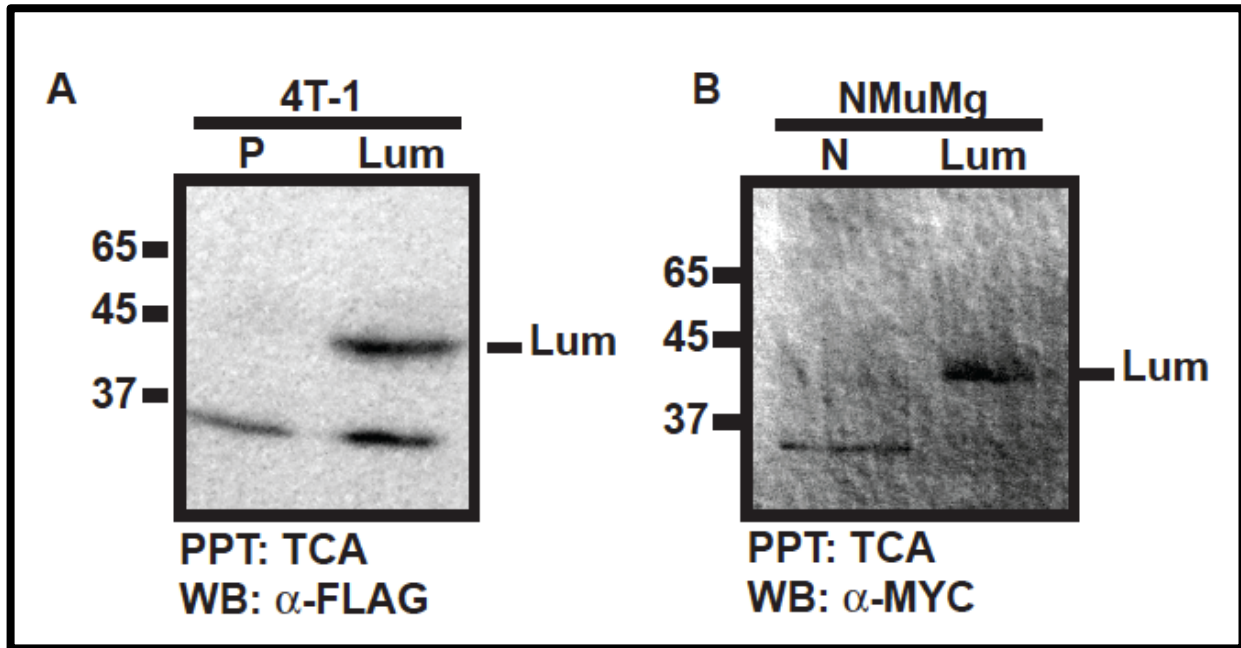 A
4T-1
P Lum
65
45
37
Lum
PPT: TCA
WB: α-FLAG
B
NMuMg
N Lum
65
45
37
Lum
PPT: TCA
WB: α-MYC